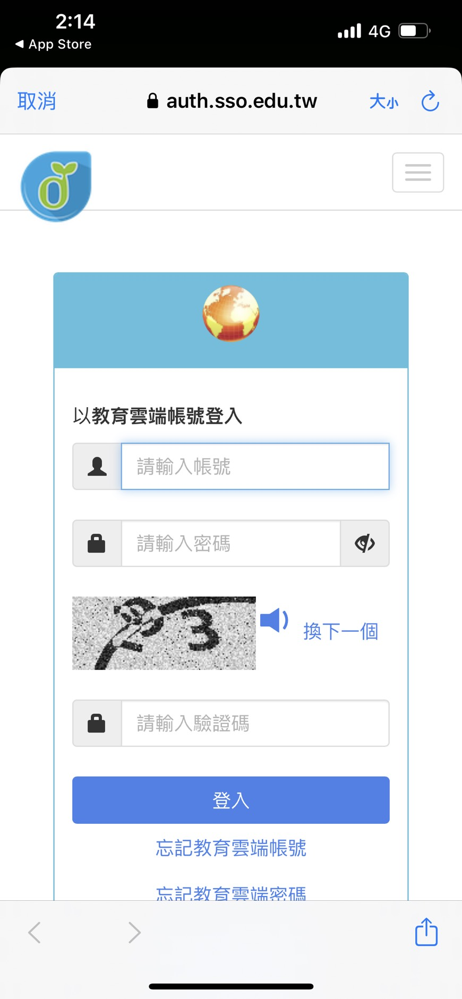 2:14
4G
◀ App Store
取消
auth.sso.edu.tw
大小
以教育雲端帳號登入
請輸入帳號
請輸入密碼
換下一個
請輸入驗證碼
登入
忘記教育雲端帳號
忘記教育雲端密碼